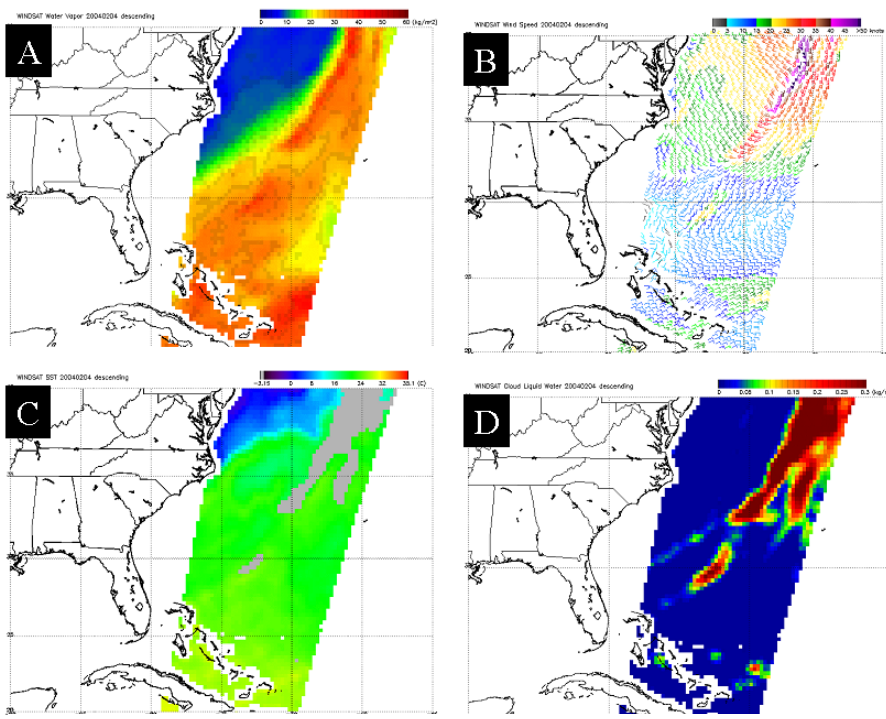 WINDSAT Water Vapor 20040204 descending
0 10 20 30 40 50 60 (kg/m2)
A
WINDSAT Wind Speed 20040204 descending
0 5 10 15 20 25 30 35 40 >50 knots
B
WINDSAT SST 20040204 descending
-3.15 0 8 16 24 32 35.1 (C)
C
WINDSAT Cloud Liquid Water 20040204 descending
0 0.05 0.1 0.15 0.2 0.25 0.3 (kg/
D